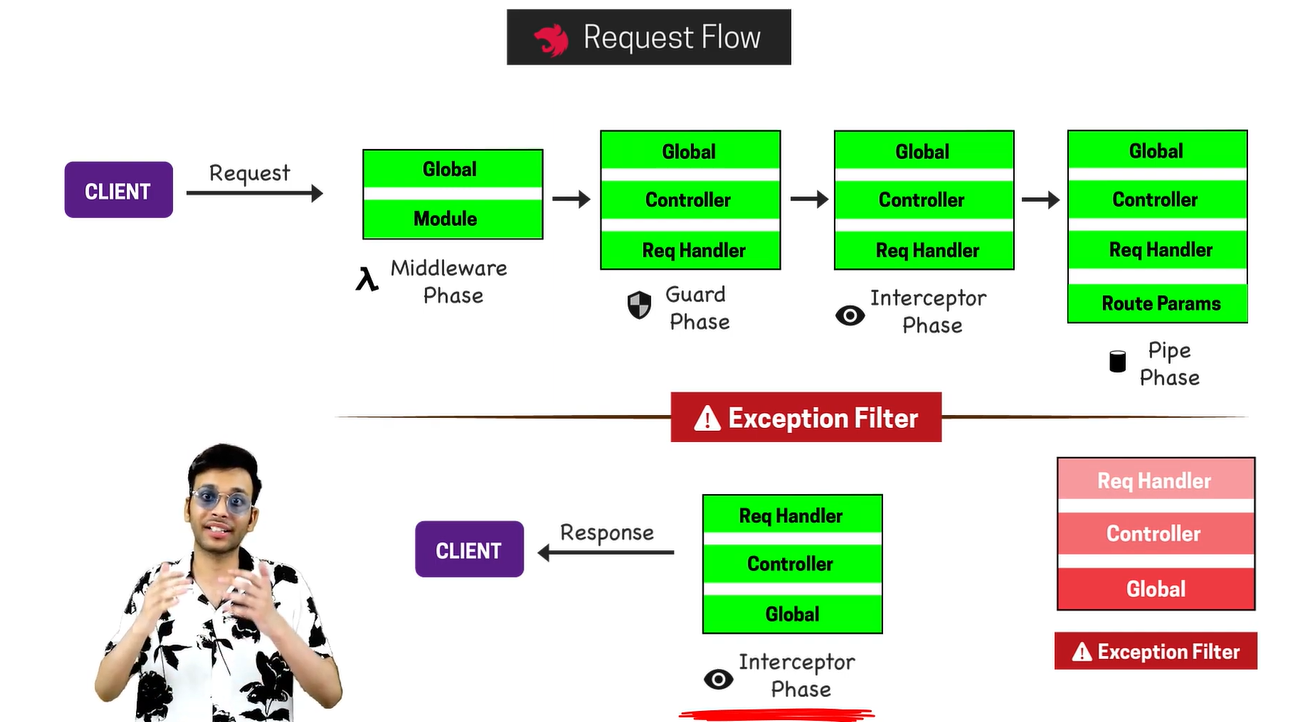 Request Flow
CLIENT
Request
Global
Module
λ Middleware
Phase
Global
Controller
Req Handler
Guard
Phase
Global
Controller
Req Handler
Interceptor
Phase
Global
Controller
Req Handler
Route Params
Pipe
Phase
Exception Filter
CLIENT
Response
Req Handler
Controller
Global
Interceptor
Phase
Req Handler
Controller
Global
Exception Filter